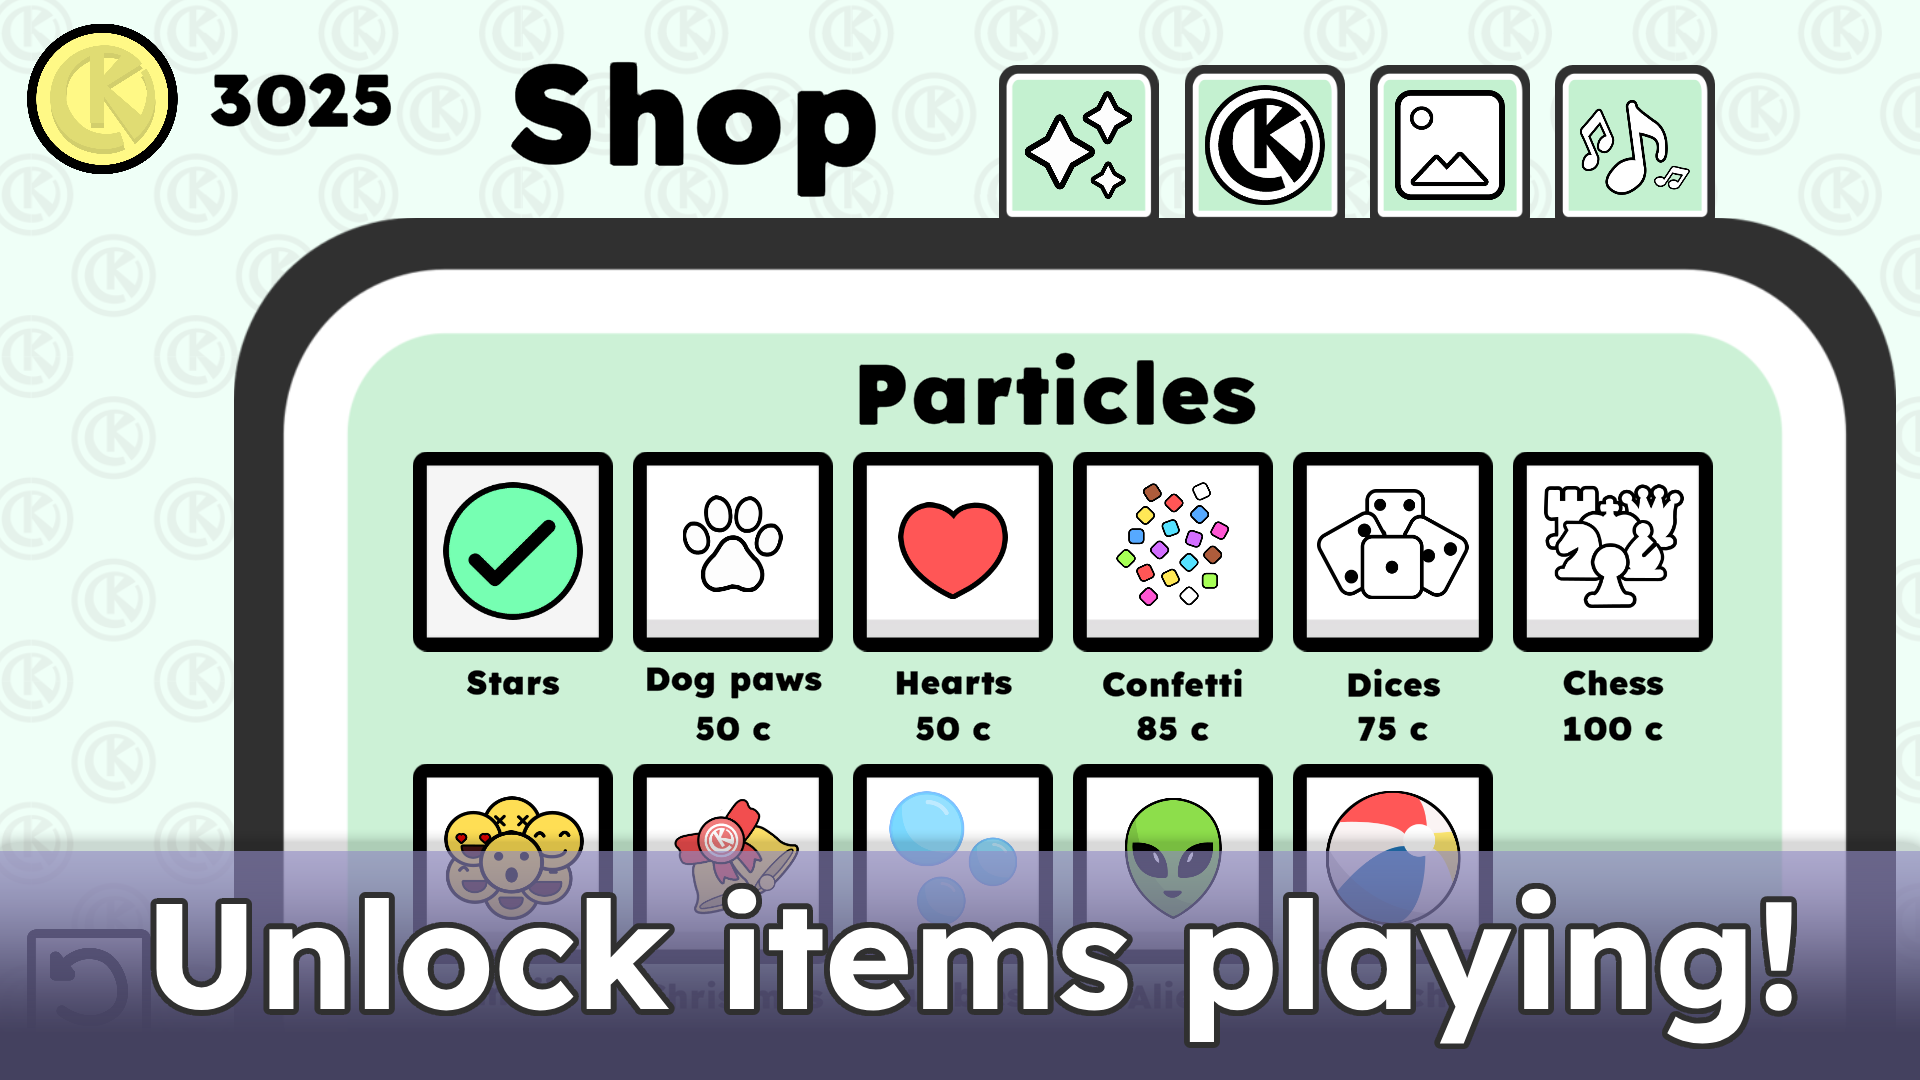 3025
Shop
Particles
Stars
Dog paws
Hearts
Confetti
Dices
Chess
50 c
50 c
85 c
75 c
100 c
Unlock items playing!